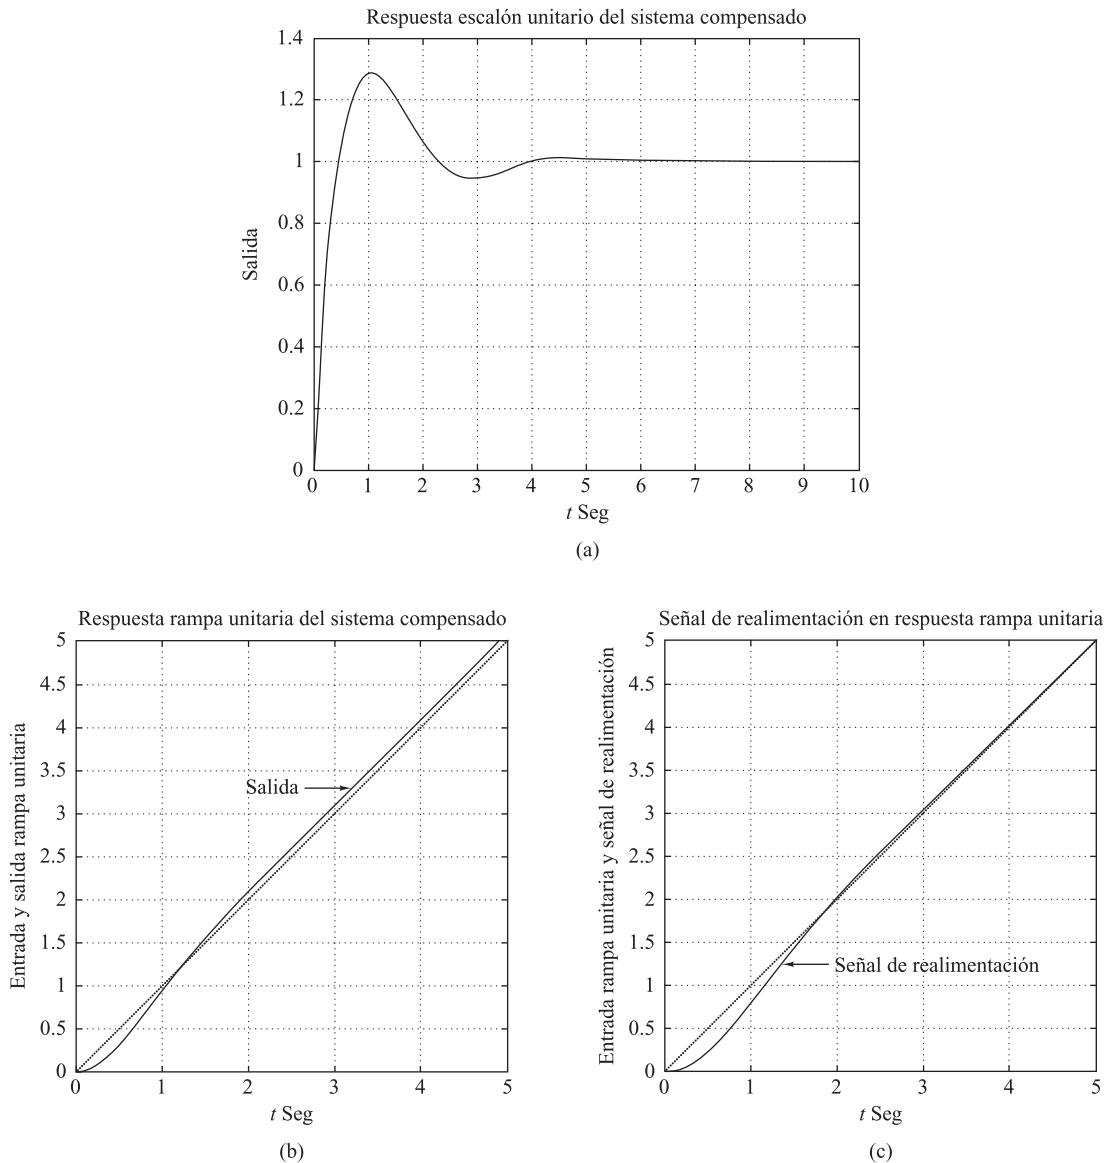 Respuesta escalón unitario del sistema compensado
1.4
1.2
1
0.8
0.6
0.4
0.2
0
Salida
0 1 2 3 4 5 6 7 8 9 10
t Seg
(a)
Respuesta rampa unitaria del sistema compensado
5
4.5
4
3.5
3
2.5
2
1.5
1
0.5
0
Entrada y salida rampa unitaria
Salida
0 1 2 3 4 5
t Seg
(b)
Señal de realimentación en respuesta rampa unitaria
5
4.5
4
3.5
3
2.5
2
1.5
1
0.5
0
Entrada rampa unitaria y señal de realimentación
Señal de realimentación
0 1 2 3 4 5
t Seg
(c)